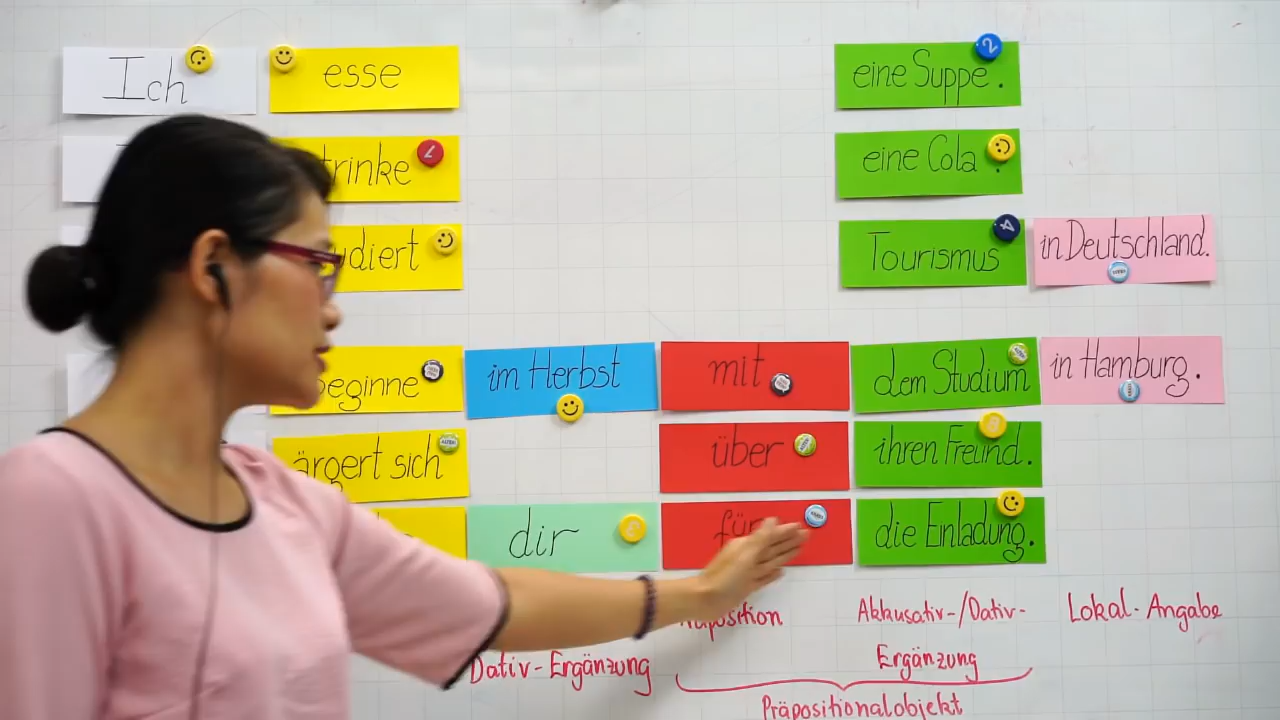 Ich esse eine Suppe.
trinke eine Cola.
udiert Tourismus in Deutschland.
beginne im Herbst mit dem Studium in Hamburg.
ärgert sich über ihren Freund.
dir für die Einladung.
Akkusativ-/Dativ- Lokal-Angabe
Ergänzung
Dativ-Ergänzung
Präpositionalobjekt